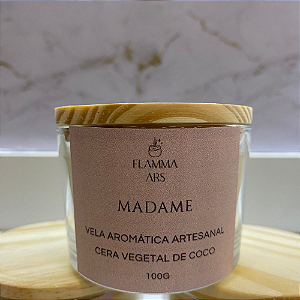 FLAMMA
ARS
MADAME
VELA AROMÁTICA ARTESANAL
CERA VEGETAL DE COCO
100G